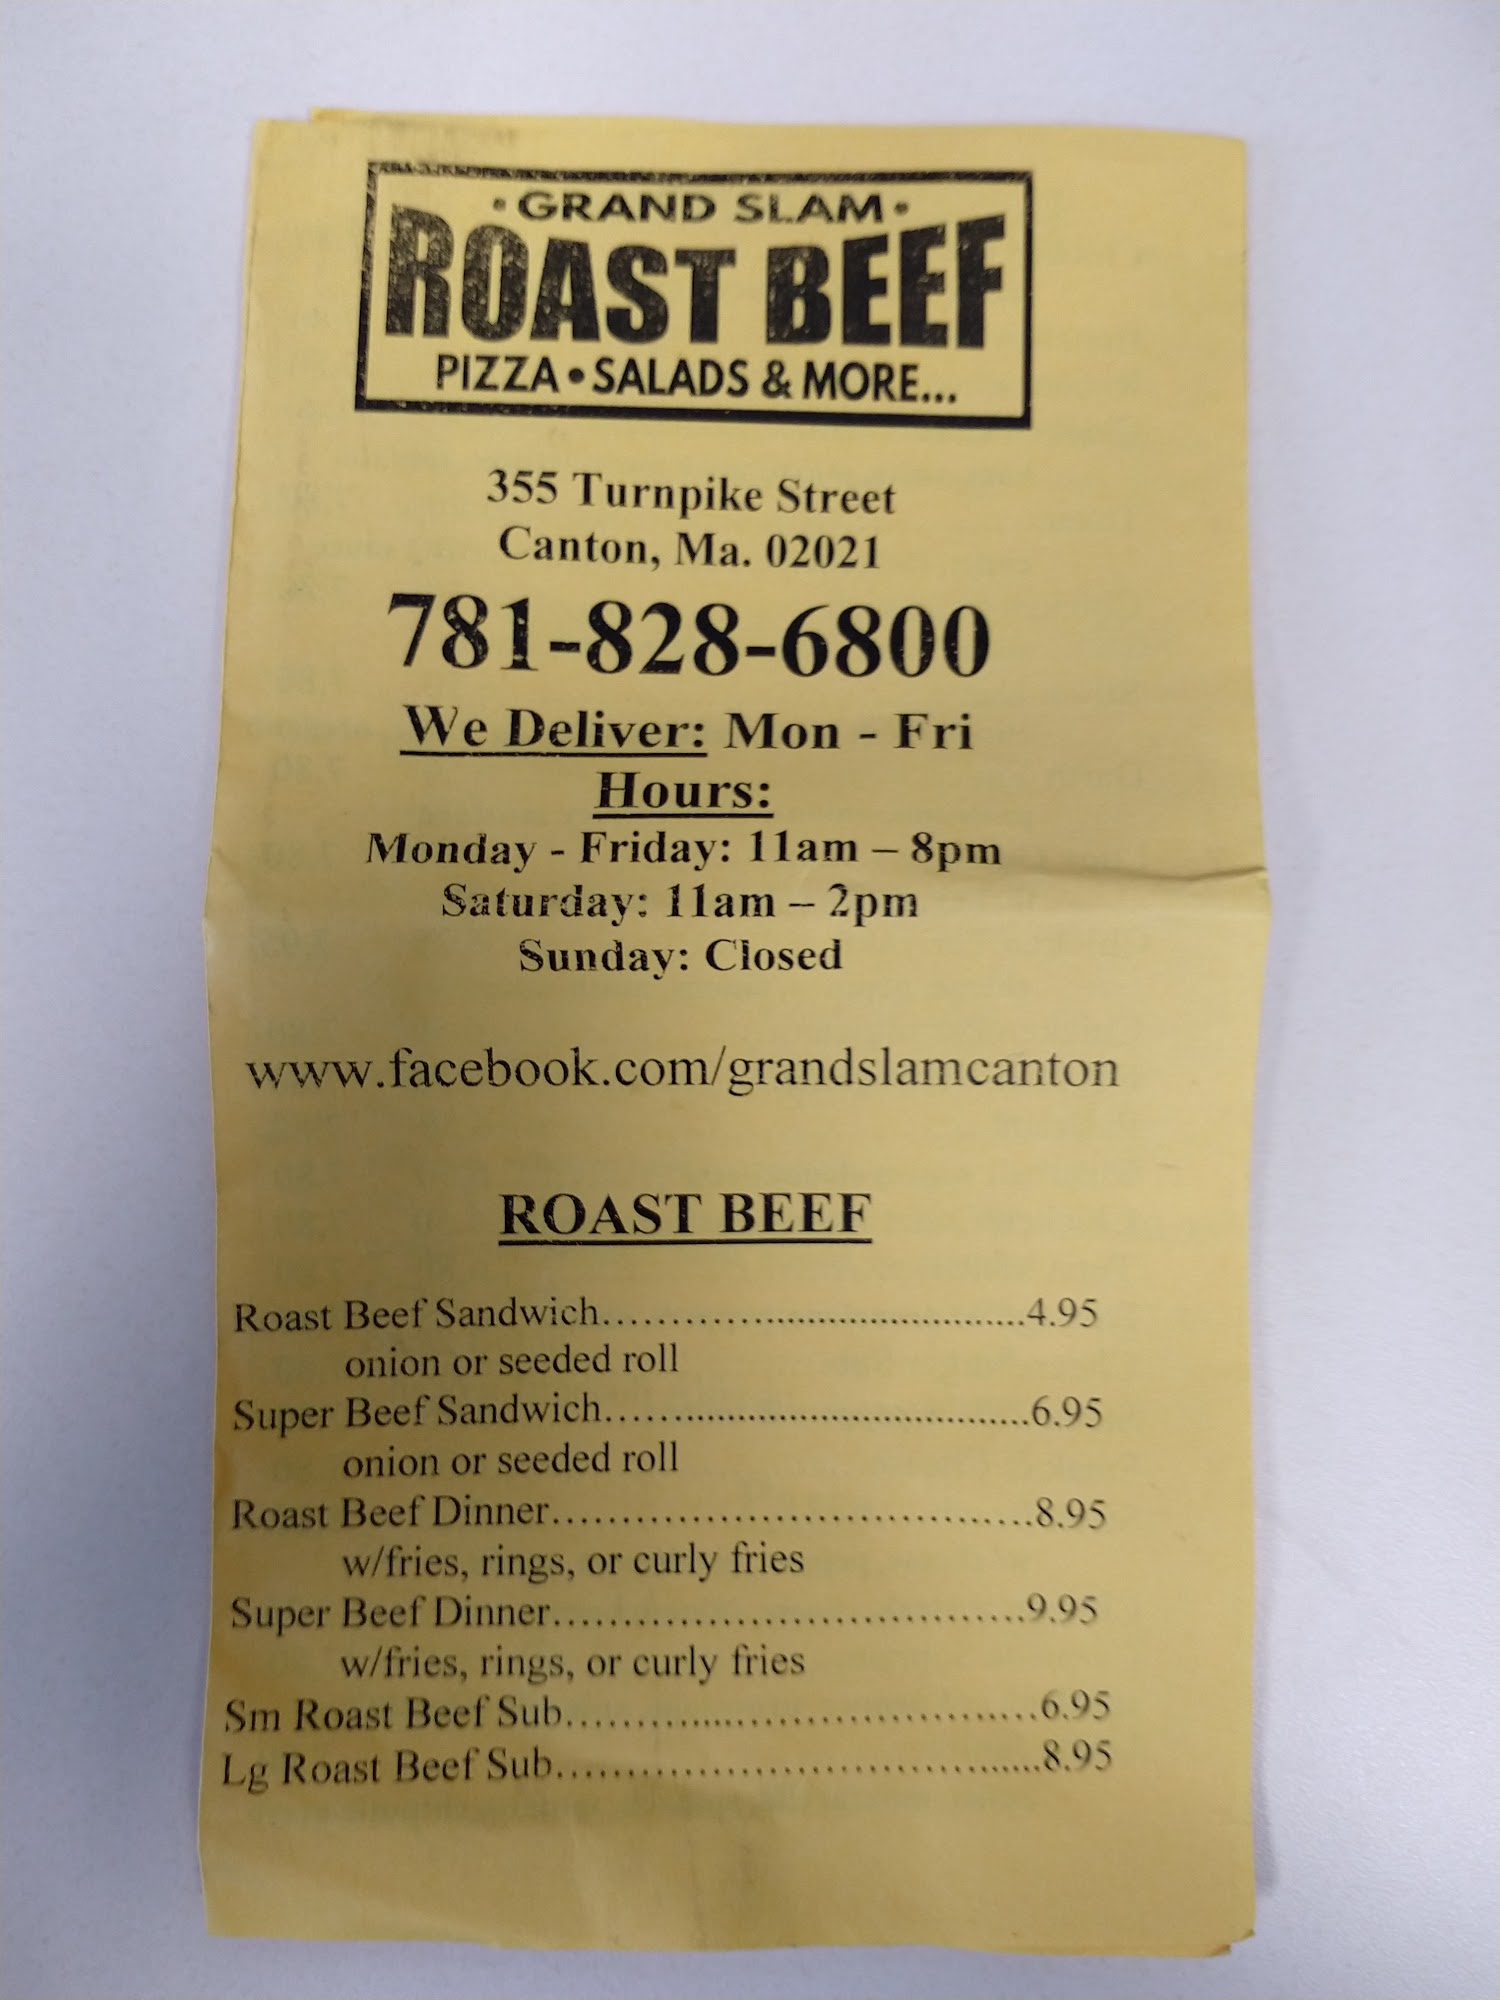 • GRAND SLAM •
ROAST BEEF
PIZZA • SALADS & MORE...
355 Turnpike Street
Canton, Ma. 02021
781-828-6800
We Deliver: Mon - Fri
Hours:
Monday - Friday: 11am – 8pm
Saturday: 11am – 2pm
Sunday: Closed
www.facebook.com/grandslamcanton
ROAST BEEF
Roast Beef Sandwich.......................................4.95
onion or seeded roll
Super Beef Sandwich.......................................6.95
onion or seeded roll
Roast Beef Dinner.......................................8.95
w/fries, rings, or curly fries
Super Beef Dinner.......................................9.95
w/fries, rings, or curly fries
Sm Roast Beef Sub.......................................6.95
Lg Roast Beef Sub.......................................8.95